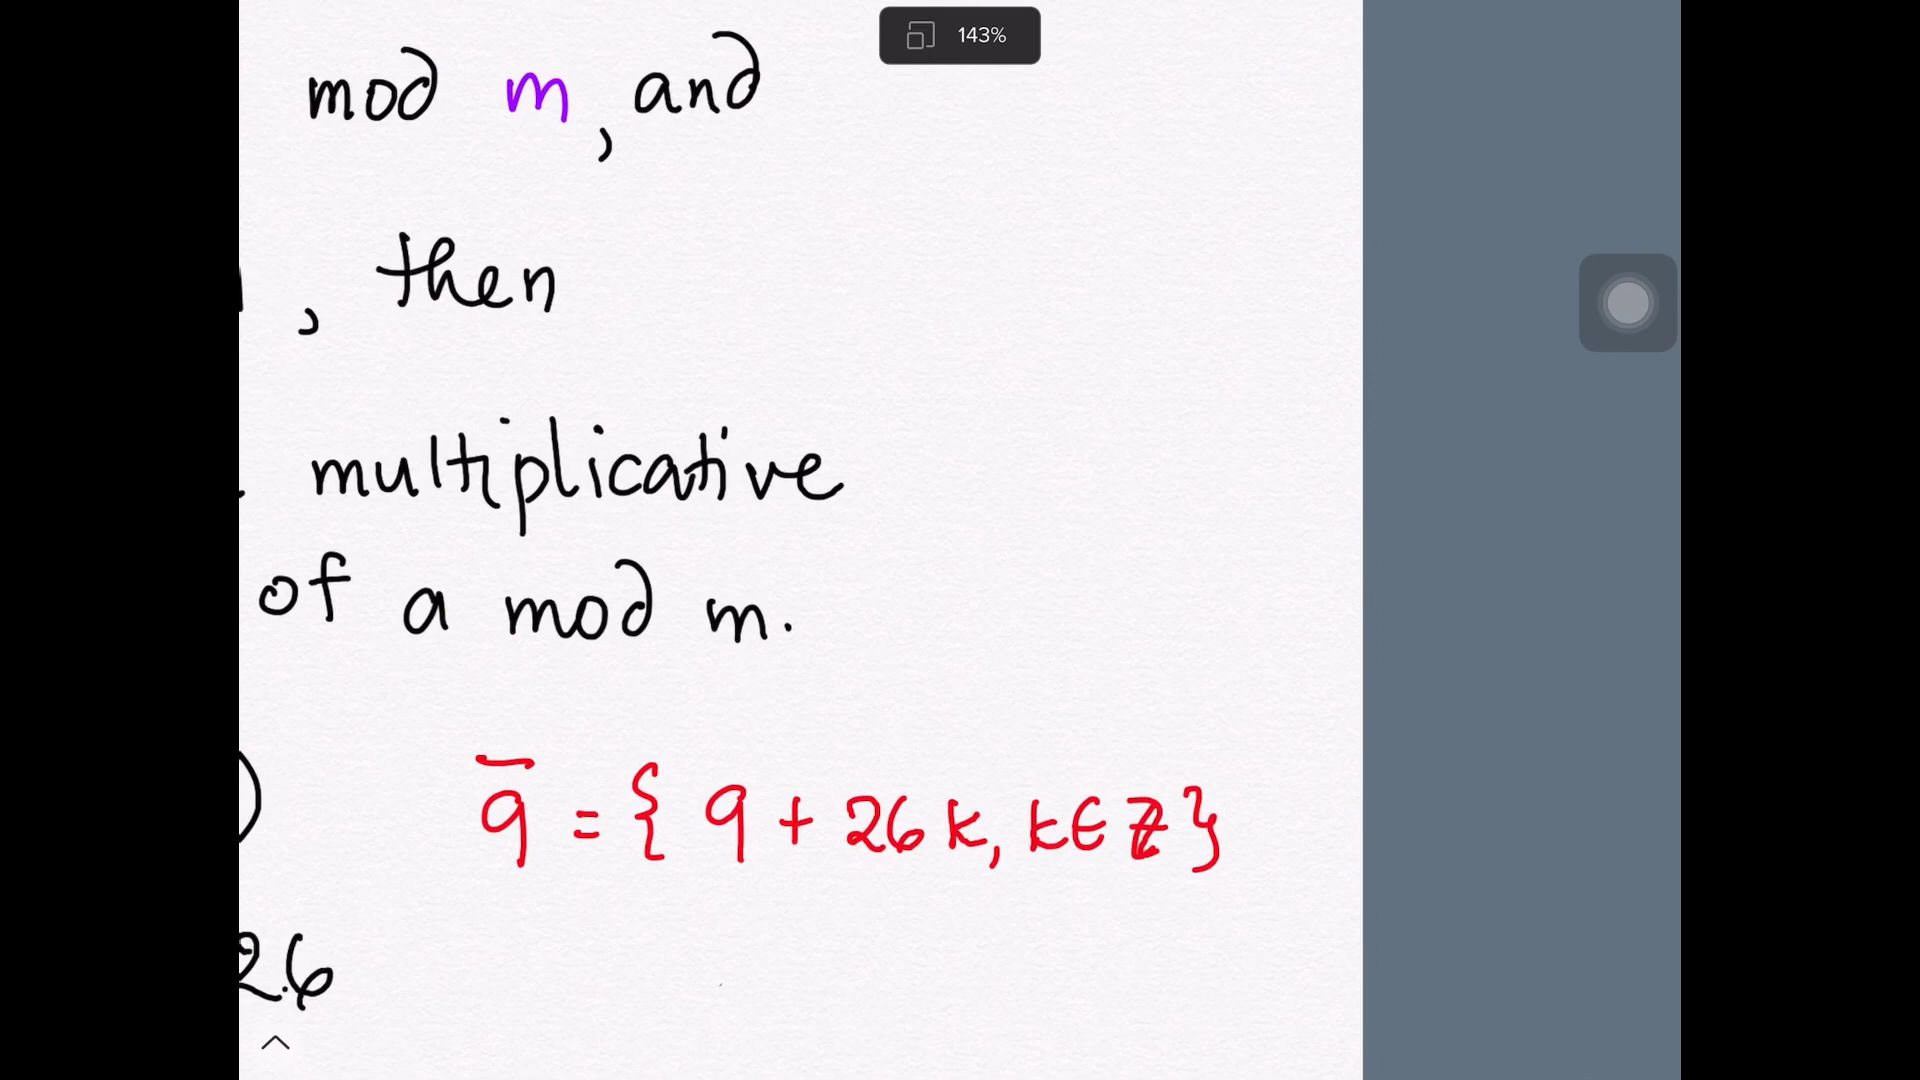 143%
mod m, and
, then
multiplicative
of a mod m.
9̅ = { 9 + 26k, k ∈ ℤ }
26